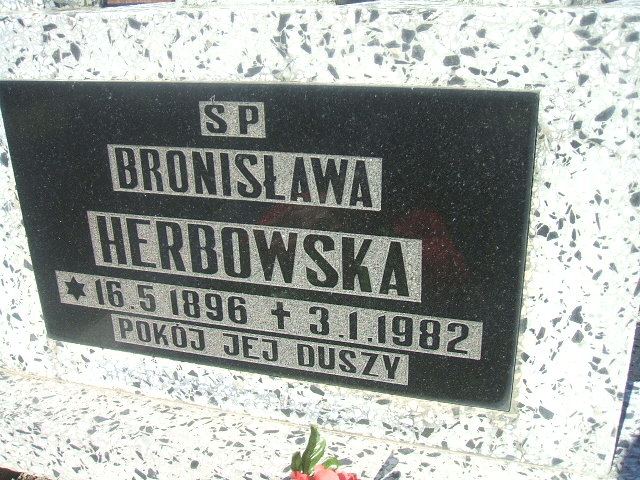 ŚP
BRONISŁAWA
HERBOWSKA
★ 16.5 1896 ✝ 3.1.1982
POKÓJ JEJ DUSZY